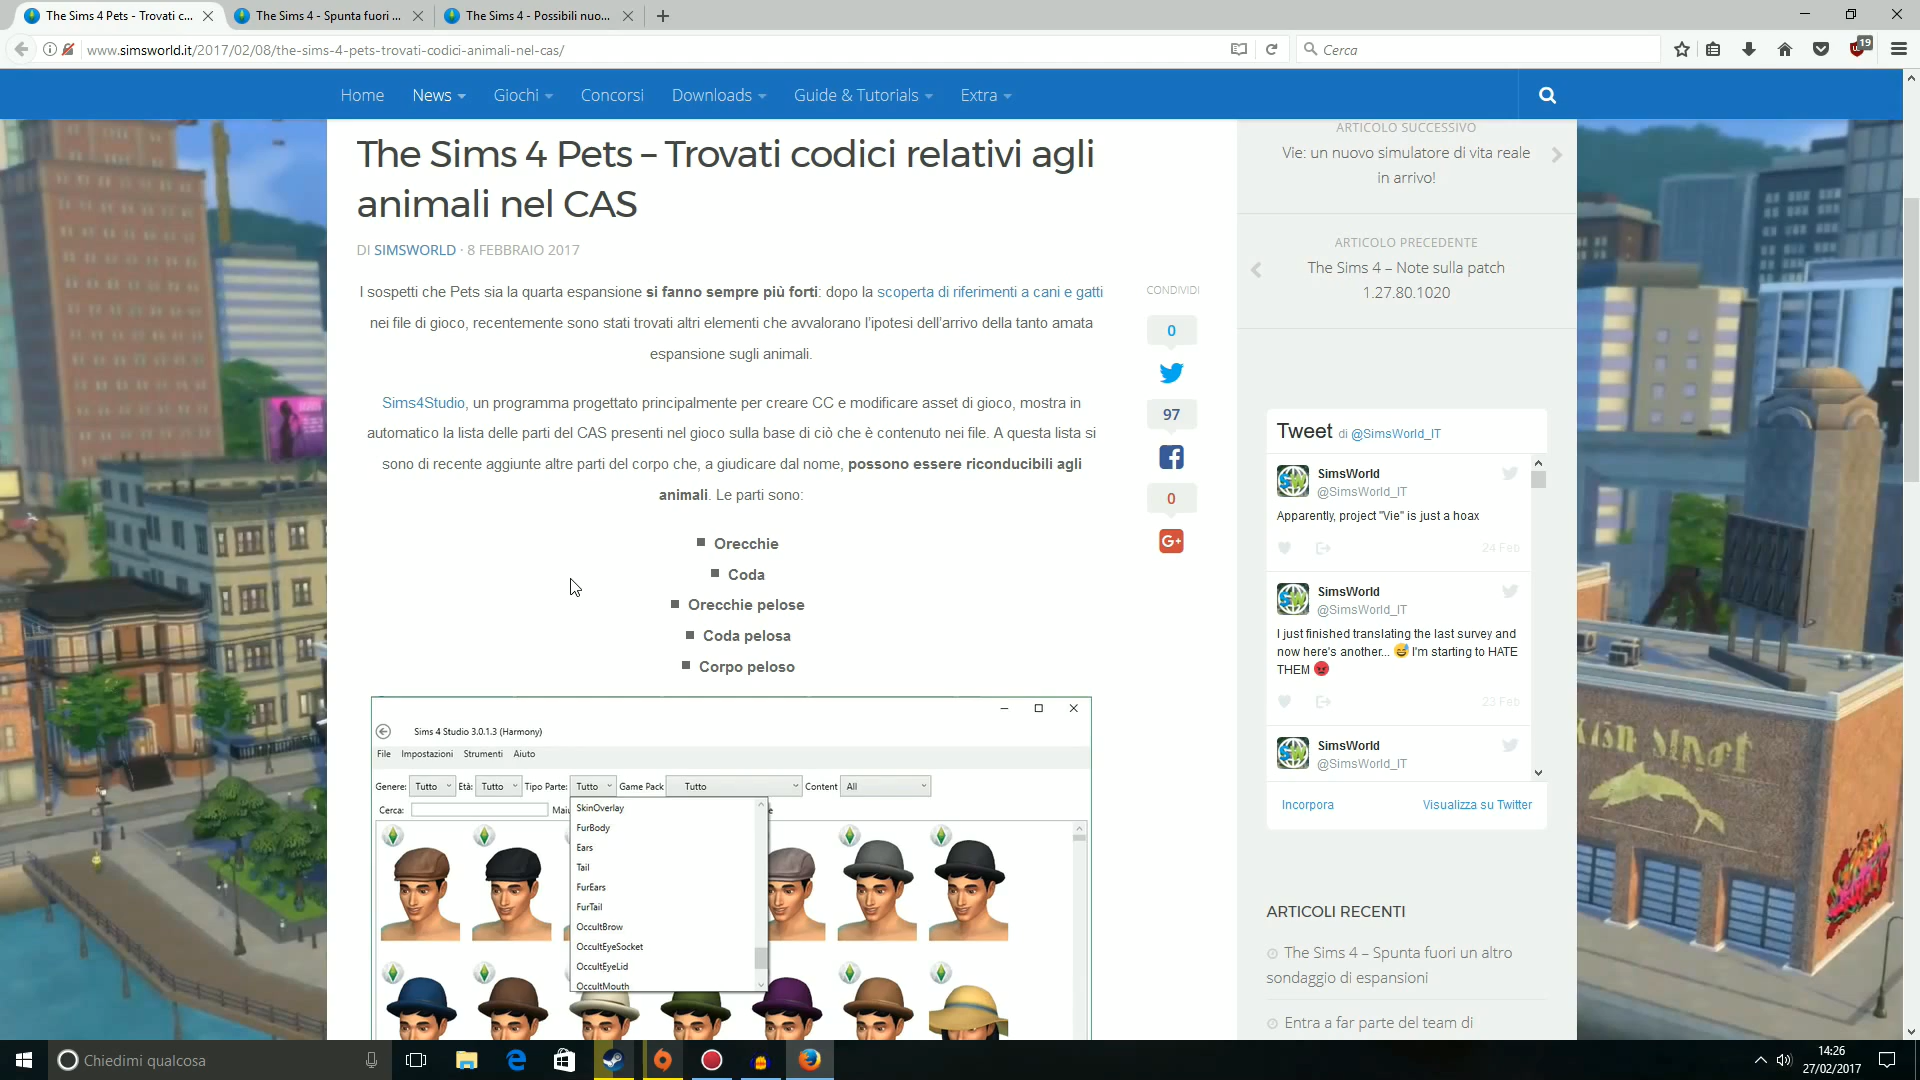 The Sims 4 Pets - Trovati c...
The Sims 4 - Spunta fuori ...
The Sims 4 - Possibili nuo...
www.simsworld.it/2017/02/08/the-sims-4-pets-trovati-codici-animali-nel-cas/
Cerca
19
Home
News
Giochi
Concorsi
Downloads
Guide & Tutorials
Extra
The Sims 4 Pets – Trovati codici relativi agli
animali nel CAS
DI SIMSWORLD · 8 FEBBRAIO 2017
I sospetti che Pets sia la quarta espansione si fanno sempre più forti: dopo la scoperta di riferimenti a cani e gatti
nei file di gioco, recentemente sono stati trovati altri elementi che avvalorano l'ipotesi dell'arrivo della tanto amata
espansione sugli animali.
Sims4Studio, un programma progettato principalmente per creare CC e modificare asset di gioco, mostra in
automatico la lista delle parti del CAS presenti nel gioco sulla base di ciò che è contenuto nei file. A questa lista si
sono di recente aggiunte altre parti del corpo che, a giudicare dal nome, possono essere riconducibili agli
animali. Le parti sono:
Orecchie
Coda
Orecchie pelose
Coda pelosa
Corpo peloso
Sims 4 Studio 3.0.1.3 (Harmony)
File Impostazioni Strumenti Aiuto
Genere: Tutto Età: Tutto Tipo Parte: Tutto Game Pack Tutto Content All
Cerca:
SkinOverlay
FurBody
Ears
Tail
FurEars
FurTail
OccultBrow
OccultEyeSocket
OccultEyeLid
OccultMouth
CONDIVIDI
0
97
0
G+
ARTICOLO SUCCESSIVO
Vie: un nuovo simulatore di vita reale
in arrivo!
ARTICOLO PRECEDENTE
The Sims 4 – Note sulla patch
1.27.80.1020
Tweet di @SimsWorld_IT
SimsWorld
@SimsWorld_IT
Apparently, project "Vie" is just a hoax
24 Feb
SimsWorld
@SimsWorld_IT
I just finished translating the last survey and
now here's another... I'm starting to HATE
THEM
23 Feb
SimsWorld
@SimsWorld_IT
Incorpora
Visualizza su Twitter
ARTICOLI RECENTI
The Sims 4 – Spunta fuori un altro
sondaggio di espansioni
Entra a far parte del team di
Chiedimi qualcosa
14:26
27/02/2017